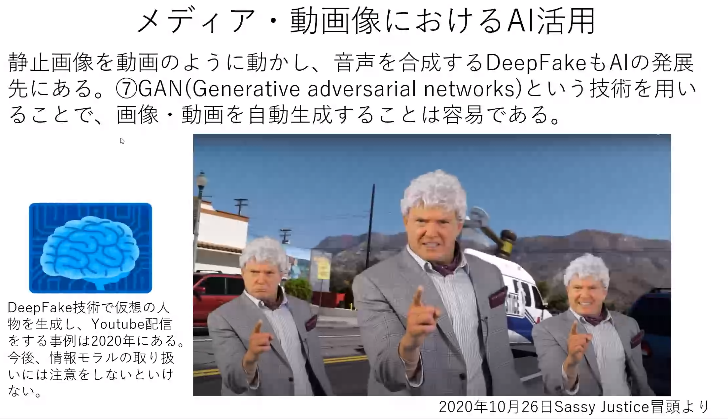 メディア・動画像におけるAI活用
静止画像を動画のように動かし、音声を合成するDeepFakeもAIの発展
先にある。⑦GAN(Generative adversarial networks)という技術を用い
ることで、画像・動画を自動生成することは容易である。
DeepFake技術で仮想の人
物を生成し、Youtube配信
をする事例は2020年にある。
今後、情報モラルの取り扱
いには注意をしないといけ
ない。
2020年10月26日Sassy Justice冒頭より